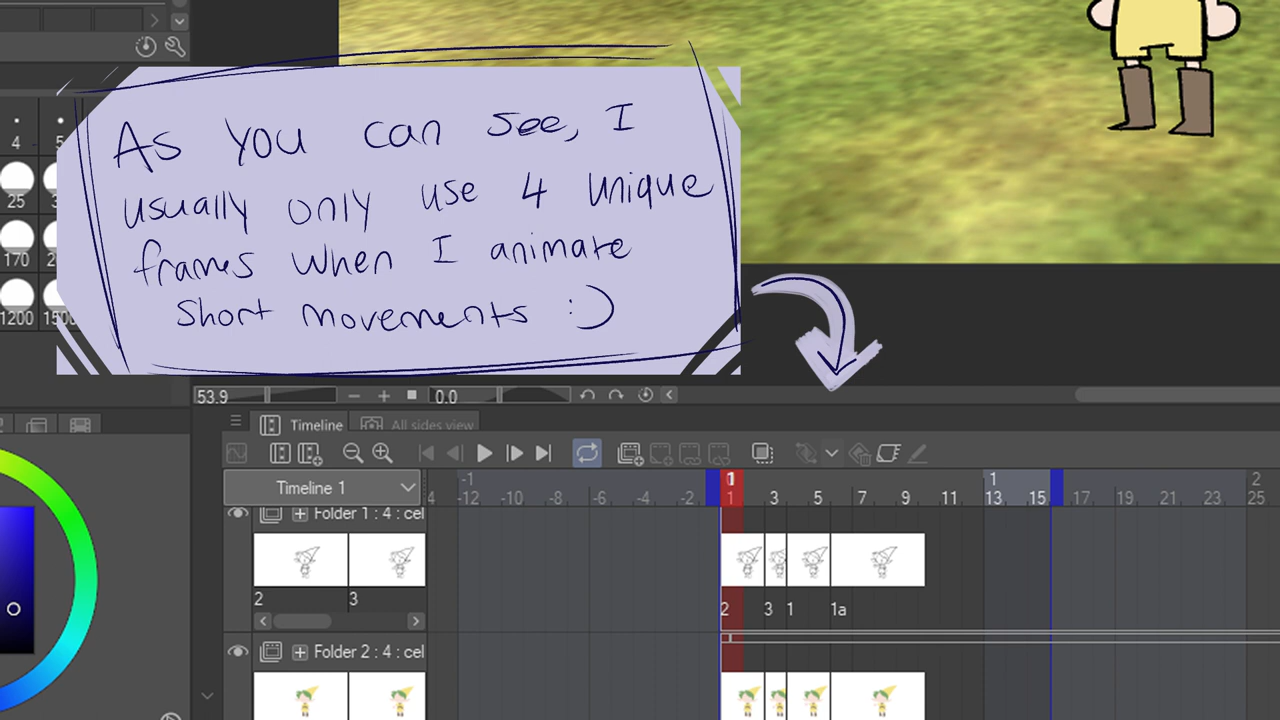 As you can see, I
usually only use 4 unique
frames when I animate
short movements :)
4
25
170
1200
53.9
0.0
Timeline
All sides view
Timeline 1
-1
0
1
2
4 -12 -10 -8 -6 -4 -2 1 3 5 7 9 11 13 15 17 19 21 23 25
Folder 1 : 4 : cel
2 3
2 3 1 1a
Folder 2 : 4 : cel